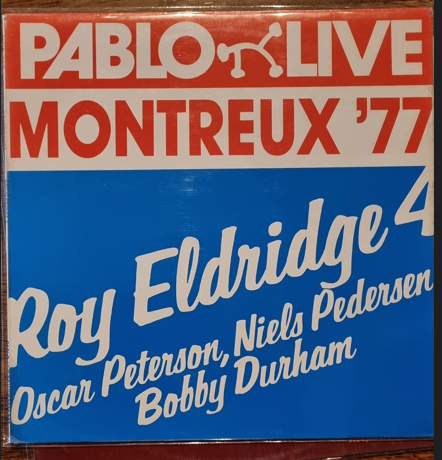 PABLO LIVE
MONTREUX '77
Roy Eldridge 4
Oscar Peterson, Niels Pedersen
Bobby Durham